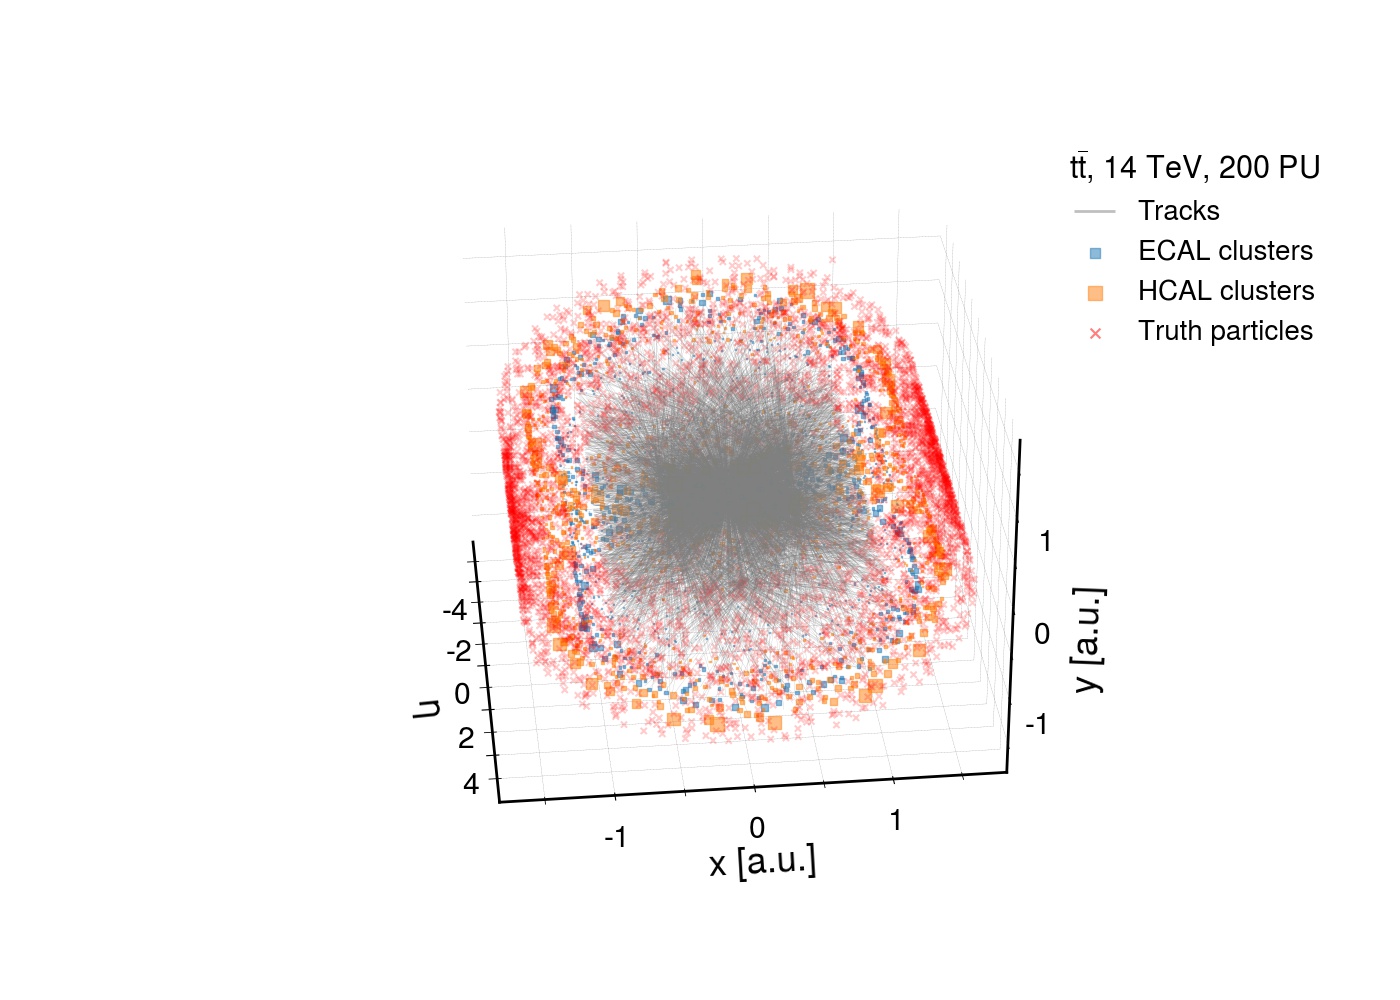 tt̄, 14 TeV, 200 PU
Tracks
ECAL clusters
HCAL clusters
Truth particles
-4
-2
0
2
4
η
-1
0
1
x [a.u.]
1
0
-1
y [a.u.]